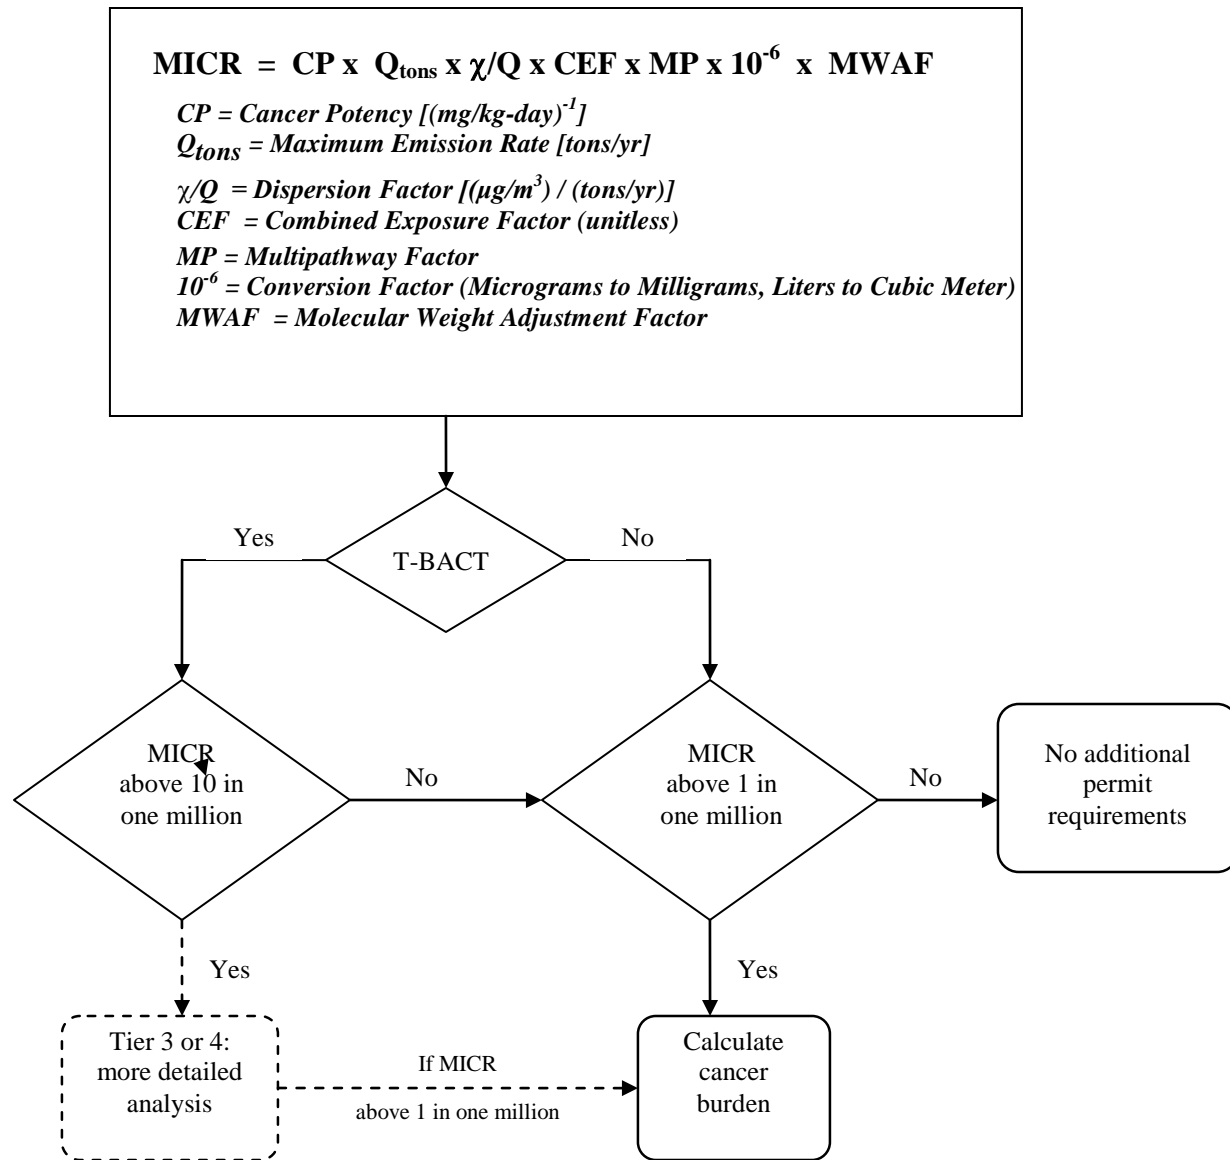 MICR = CP x Q_tons x χ/Q x CEF x MP x 10^-6 x MWAF
CP = Cancer Potency [(mg/kg-day)^-1]
Q_tons = Maximum Emission Rate [tons/yr]
χ/Q = Dispersion Factor [(µg/m^3) / (tons/yr)]
CEF = Combined Exposure Factor (unitless)
MP = Multipathway Factor
10^-6 = Conversion Factor (Micrograms to Milligrams, Liters to Cubic Meter)
MWAF = Molecular Weight Adjustment Factor
Yes
T-BACT
No
MICR
above 10 in
one million
No
MICR
above 1 in
one million
No
No additional
permit
requirements
Yes
Yes
Tier 3 or 4:
more detailed
analysis
If MICR
above 1 in one million
Calculate
cancer
burden